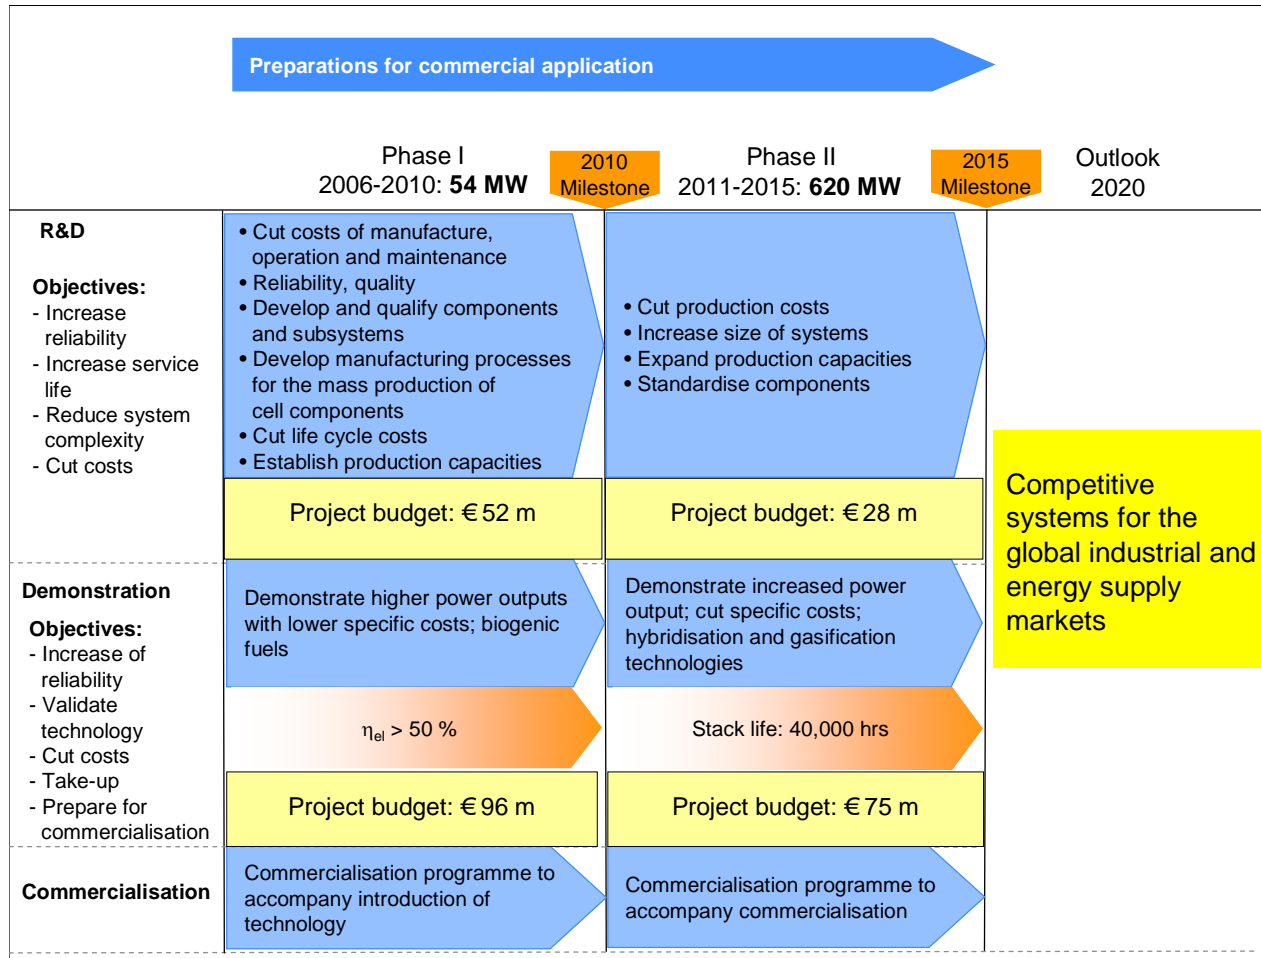 Preparations for commercial application
Phase I
2006-2010: 54 MW
2010
Milestone
Phase II
2011-2015: 620 MW
2015
Milestone
Outlook
2020
R&D
Objectives:
- Increase
reliability
- Increase service
life
- Reduce system
complexity
- Cut costs
• Cut costs of manufacture,
operation and maintenance
• Reliability, quality
• Develop and qualify components
and subsystems
• Develop manufacturing processes
for the mass production of
cell components
• Cut life cycle costs
• Establish production capacities
• Cut production costs
• Increase size of systems
• Expand production capacities
• Standardise components
Project budget: € 52 m
Project budget: € 28 m
Competitive
systems for the
global industrial and
energy supply
markets
Demonstration
Objectives:
- Increase of
reliability
- Validate
technology
- Cut costs
- Take-up
- Prepare for
commercialisation
Demonstrate higher power outputs
with lower specific costs; biogenic
fuels
Demonstrate increased power
output; cut specific costs;
hybridisation and gasification
technologies
ηel > 50 %
Stack life: 40,000 hrs
Project budget: € 96 m
Project budget: € 75 m
Commercialisation
Commercialisation programme to
accompany introduction of
technology
Commercialisation programme to
accompany commercialisation